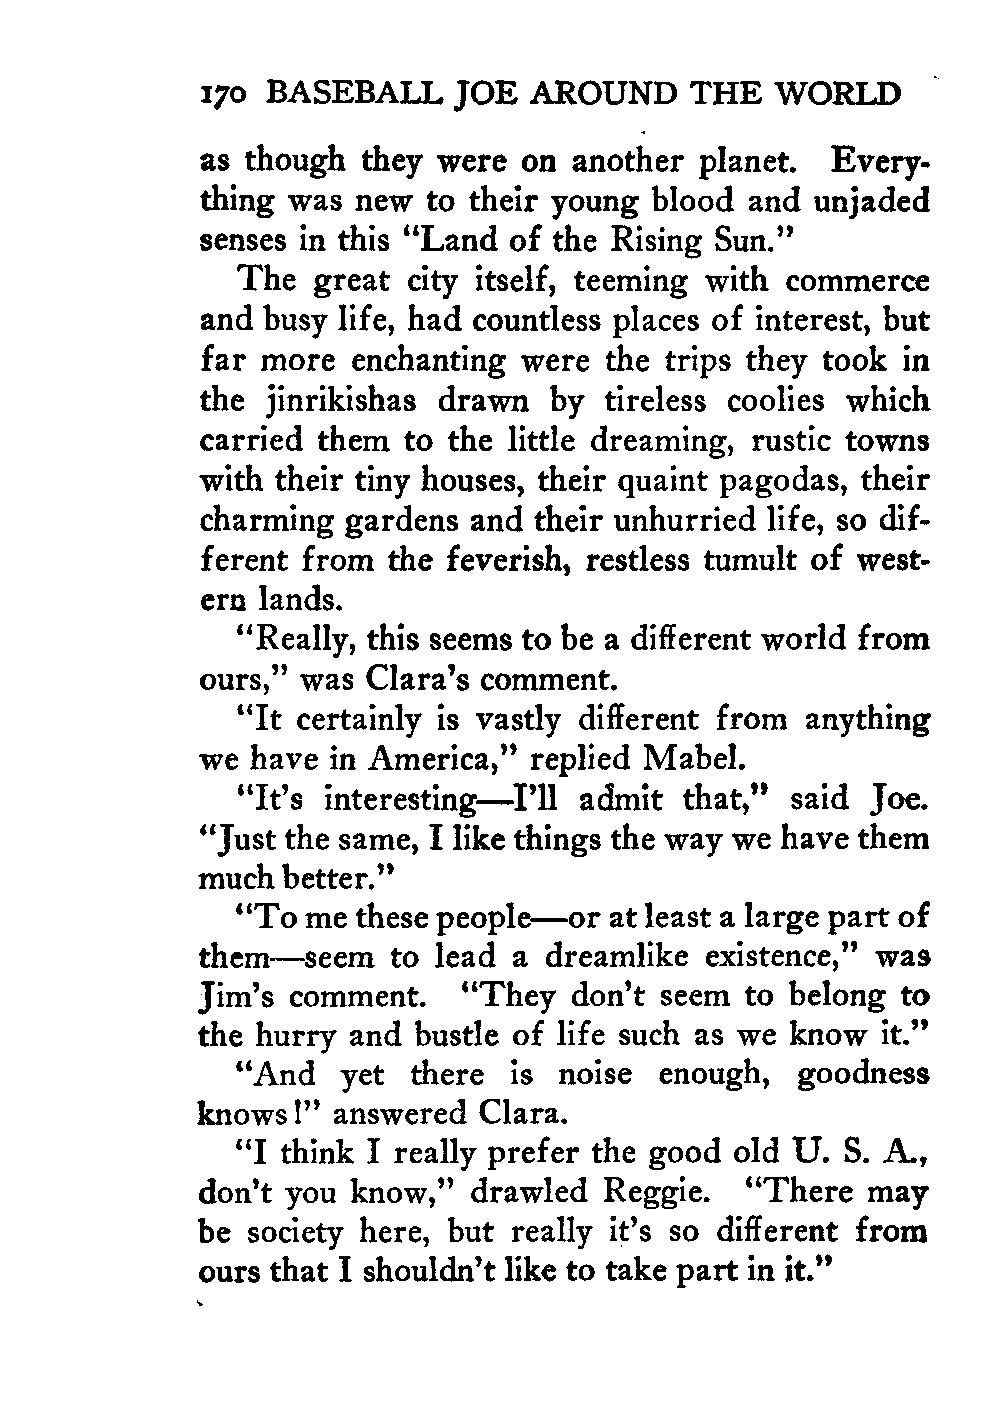 170 BASEBALL JOE AROUND THE WORLD
as though they were on another planet. Every-
thing was new to their young blood and unjaded
senses in this "Land of the Rising Sun."
The great city itself, teeming with commerce
and busy life, had countless places of interest, but
far more enchanting were the trips they took in
the jinrikishas drawn by tireless coolies which
carried them to the little dreaming, rustic towns
with their tiny houses, their quaint pagodas, their
charming gardens and their unhurried life, so dif-
ferent from the feverish, restless tumult of west-
ern lands.
"Really, this seems to be a different world from
ours," was Clara's comment.
"It certainly is vastly different from anything
we have in America," replied Mabel.
"It's interesting—I'll admit that," said Joe.
"Just the same, I like things the way we have them
much better."
"To me these people—or at least a large part of
them—seem to lead a dreamlike existence," was
Jim's comment. "They don't seem to belong to
the hurry and bustle of life such as we know it."
"And yet there is noise enough, goodness
knows!" answered Clara.
"I think I really prefer the good old U. S. A.,
don't you know," drawled Reggie. "There may
be society here, but really it's so different from
ours that I shouldn't like to take part in it."